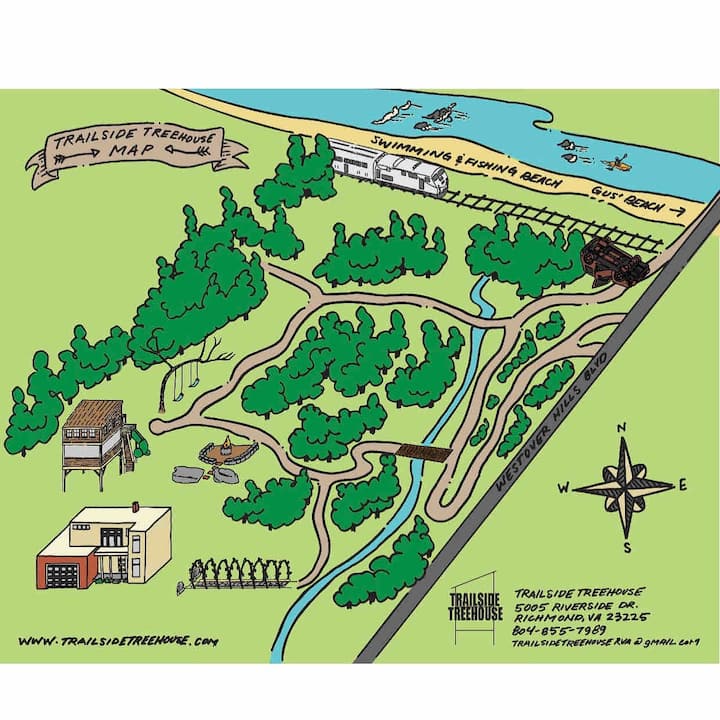 TRAILSIDE TREEHOUSE
MAP
SWIMMING & FISHING BEACH
GUS' BEACH →
WESTOVER HILLS BLVD
N
W
E
S
TRAILSIDE
TREEHOUSE
TRAILSIDE TREEHOUSE
5005 RIVERSIDE DR.
RICHMOND, VA 23225
804-855-7989
TRAILSIDETREEHOUSERVA@GMAIL.COM
WWW.TRAILSIDETREEHOUSE.COM